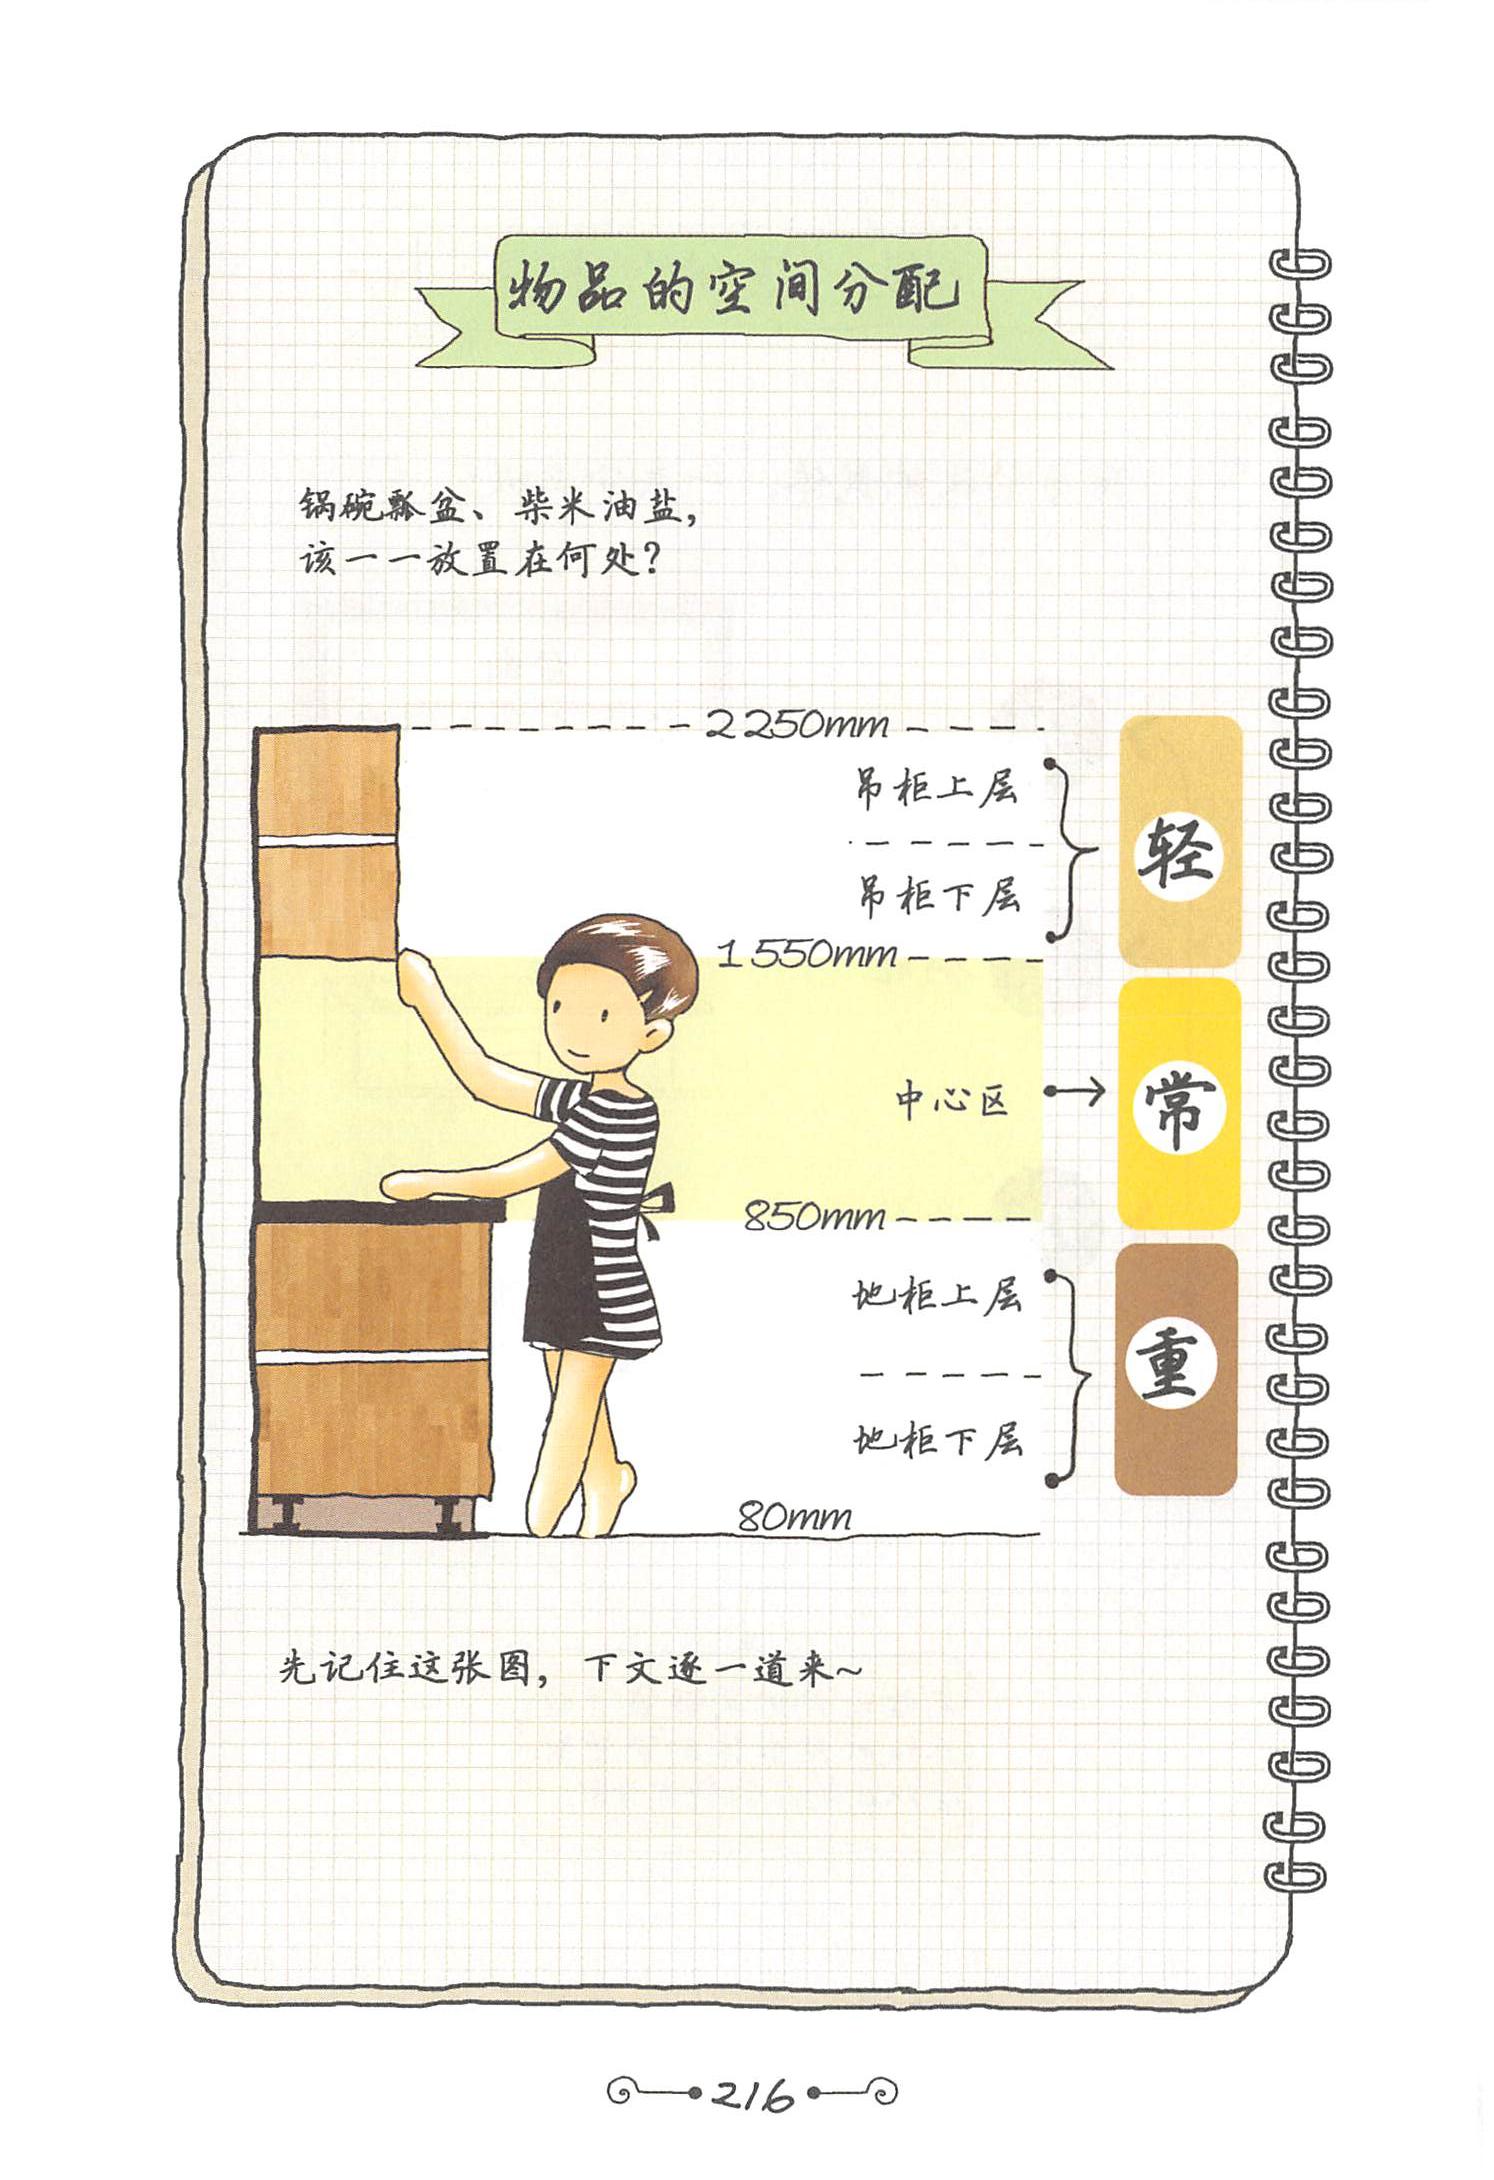 物品的空间分配
锅碗瓢盆、柴米油盐，
该一一放置在何处？
2250mm
吊柜上层
轻
吊柜下层
1550mm
中心区
常
850mm
地柜上层
重
地柜下层
80mm
先记住这张图，下文逐一道来~
216